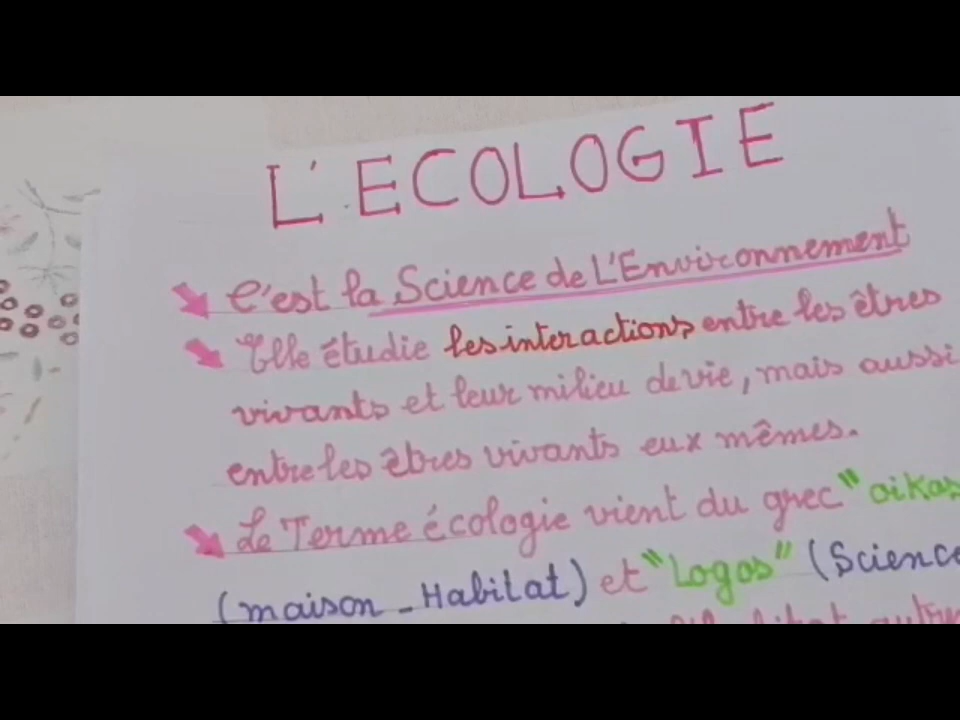 L'ECOLOGIE
C'est la Science de L'Environnement
Elle étudie les interactions entre les êtres
vivants et leur milieu de vie, mais aussi
entre les êtres vivants eux mêmes.
Le Terme écologie vient du grec "oikos
(maison - Habitat) et "Logos" (Science